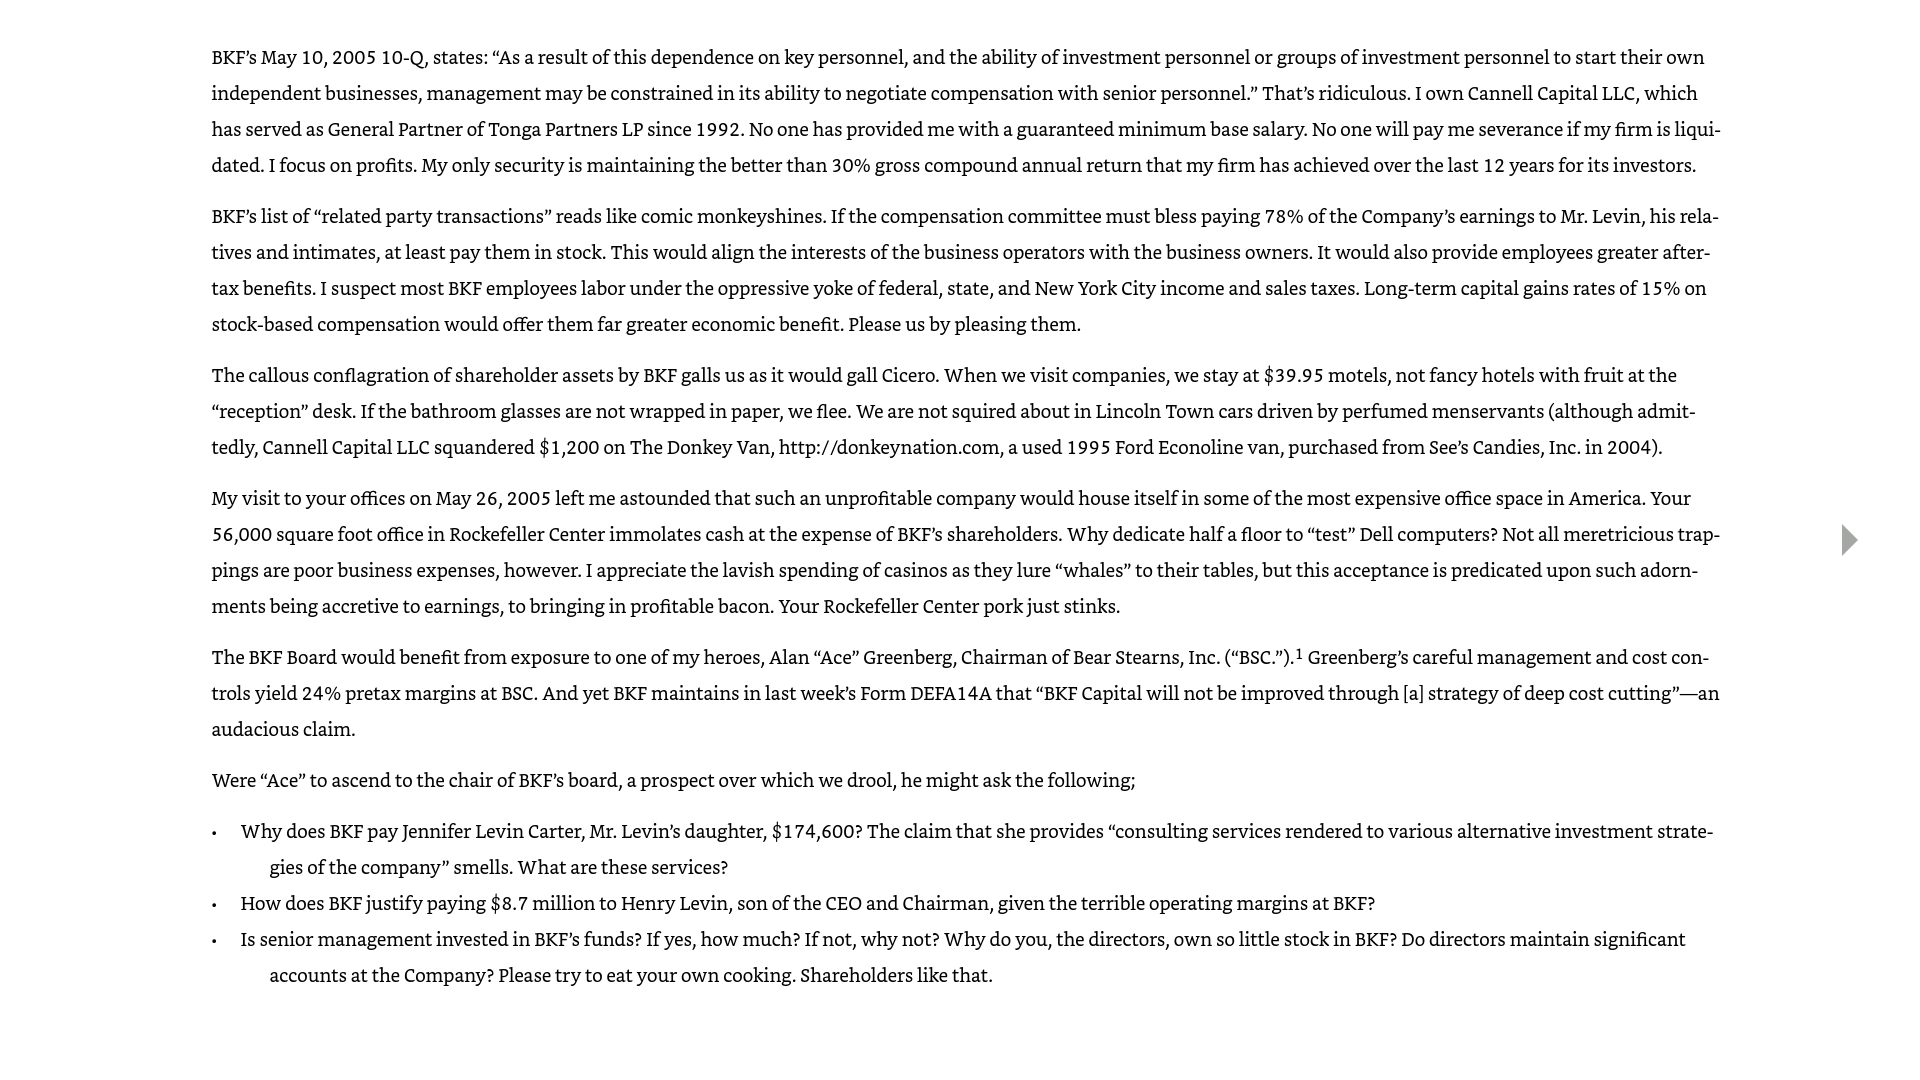 BKF’s May 10, 2005 10-Q, states: “As a result of this dependence on key personnel, and the ability of investment personnel or groups of investment personnel to start their own
independent businesses, management may be constrained in its ability to negotiate compensation with senior personnel.” That’s ridiculous. I own Cannell Capital LLC, which
has served as General Partner of Tonga Partners LP since 1992. No one has provided me with a guaranteed minimum base salary. No one will pay me severance if my firm is liqui-
dated. I focus on profits. My only security is maintaining the better than 30% gross compound annual return that my firm has achieved over the last 12 years for its investors.
BKF’s list of “related party transactions” reads like comic monkeyshines. If the compensation committee must bless paying 78% of the Company’s earnings to Mr. Levin, his rela-
tives and intimates, at least pay them in stock. This would align the interests of the business operators with the business owners. It would also provide employees greater after-
tax benefits. I suspect most BKF employees labor under the oppressive yoke of federal, state, and New York City income and sales taxes. Long-term capital gains rates of 15% on
stock-based compensation would offer them far greater economic benefit. Please us by pleasing them.
The callous conflagration of shareholder assets by BKF galls us as it would gall Cicero. When we visit companies, we stay at $39.95 motels, not fancy hotels with fruit at the
“reception” desk. If the bathroom glasses are not wrapped in paper, we flee. We are not squired about in Lincoln Town cars driven by perfumed menservants (although admit-
tedly, Cannell Capital LLC squandered $1,200 on The Donkey Van, http://donkeynation.com, a used 1995 Ford Econoline van, purchased from See’s Candies, Inc. in 2004).
My visit to your offices on May 26, 2005 left me astounded that such an unprofitable company would house itself in some of the most expensive office space in America. Your
56,000 square foot office in Rockefeller Center immolates cash at the expense of BKF’s shareholders. Why dedicate half a floor to “test” Dell computers? Not all meretricious trap-
pings are poor business expenses, however. I appreciate the lavish spending of casinos as they lure “whales” to their tables, but this acceptance is predicated upon such adorn-
ments being accretive to earnings, to bringing in profitable bacon. Your Rockefeller Center pork just stinks.
The BKF Board would benefit from exposure to one of my heroes, Alan “Ace” Greenberg, Chairman of Bear Stearns, Inc. (“BSC.”).1 Greenberg’s careful management and cost con-
trols yield 24% pretax margins at BSC. And yet BKF maintains in last week’s Form DEFA14A that “BKF Capital will not be improved through [a] strategy of deep cost cutting”—an
audacious claim.
Were “Ace” to ascend to the chair of BKF’s board, a prospect over which we drool, he might ask the following;
• Why does BKF pay Jennifer Levin Carter, Mr. Levin’s daughter, $174,600? The claim that she provides “consulting services rendered to various alternative investment strate-
gies of the company” smells. What are these services?
• How does BKF justify paying $8.7 million to Henry Levin, son of the CEO and Chairman, given the terrible operating margins at BKF?
• Is senior management invested in BKF’s funds? If yes, how much? If not, why not? Why do you, the directors, own so little stock in BKF? Do directors maintain significant
accounts at the Company? Please try to eat your own cooking. Shareholders like that.